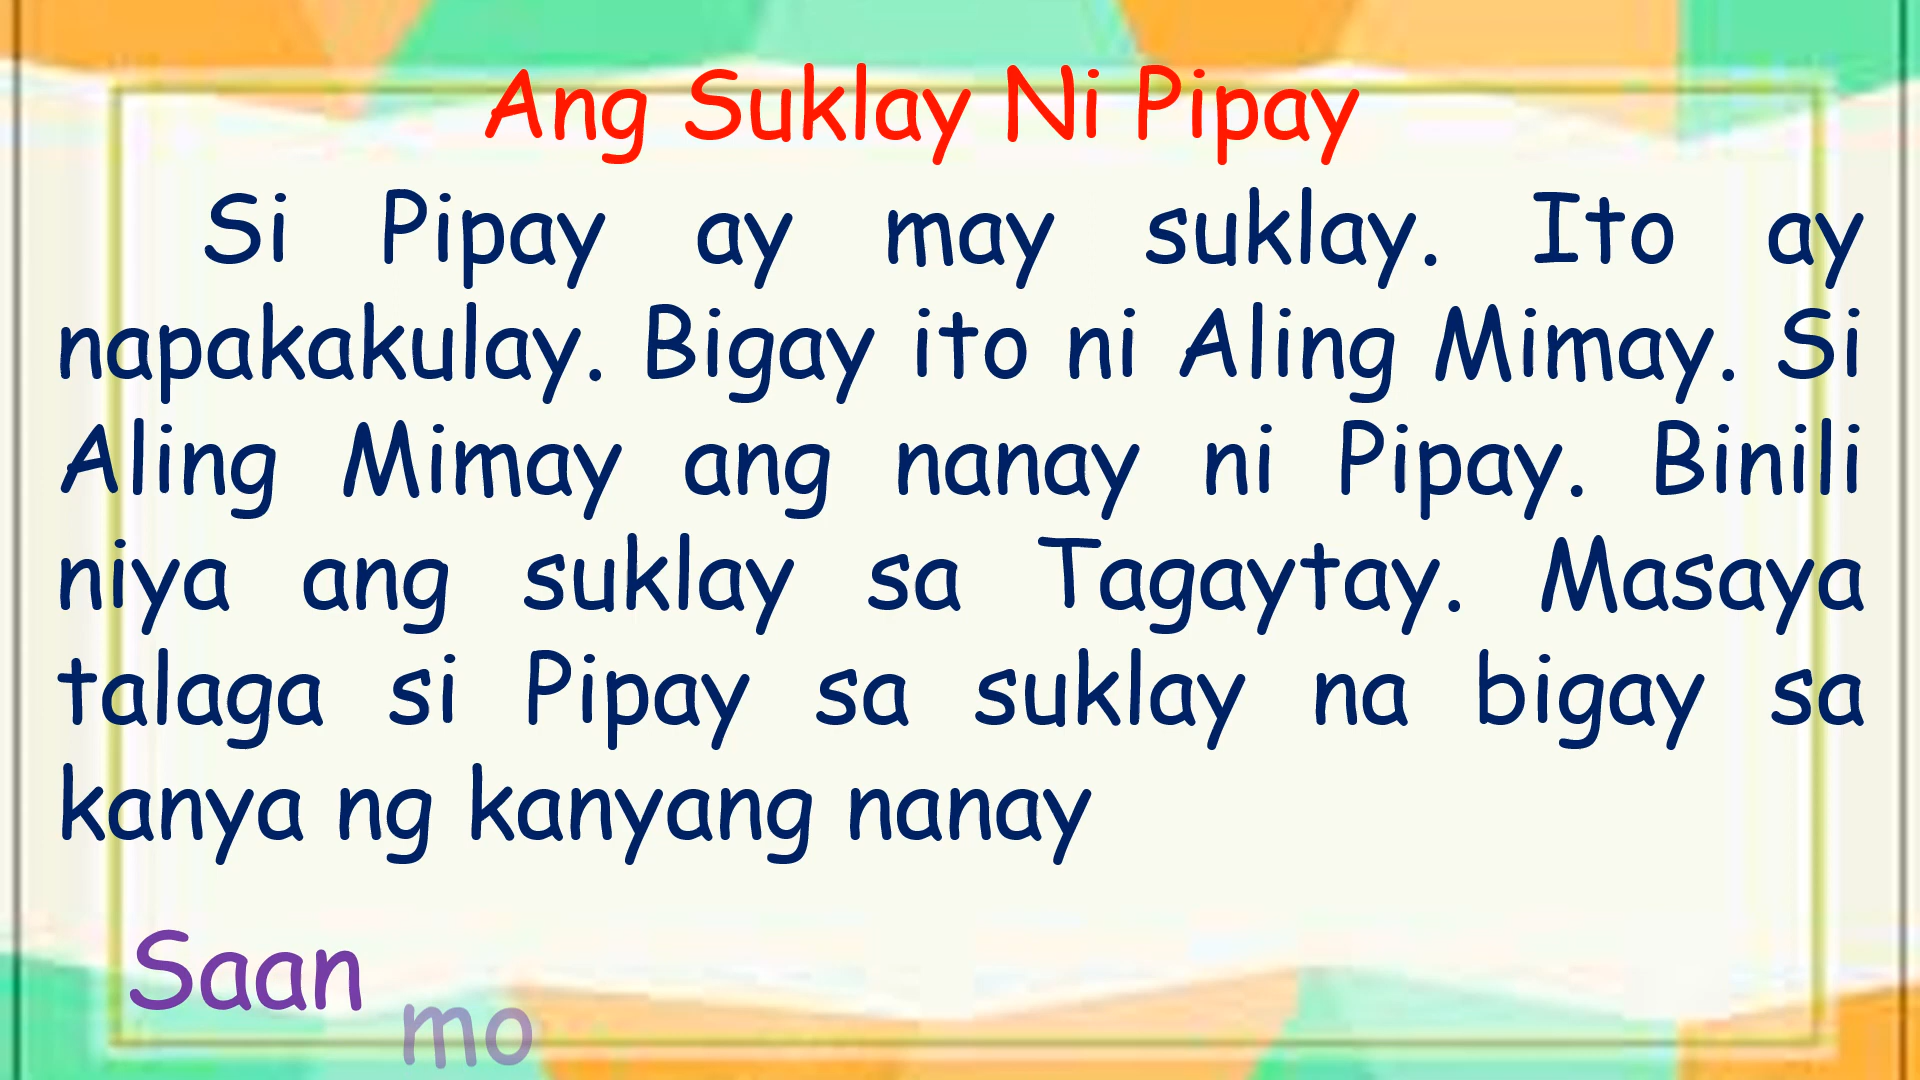 Ang Suklay Ni Pipay
Si Pipay ay may suklay. Ito ay
napakakulay. Bigay ito ni Aling Mimay. Si
Aling Mimay ang nanay ni Pipay. Binili
niya ang suklay sa Tagaytay. Masaya
talaga si Pipay sa suklay na bigay sa
kanya ng kanyang nanay
Saan mo